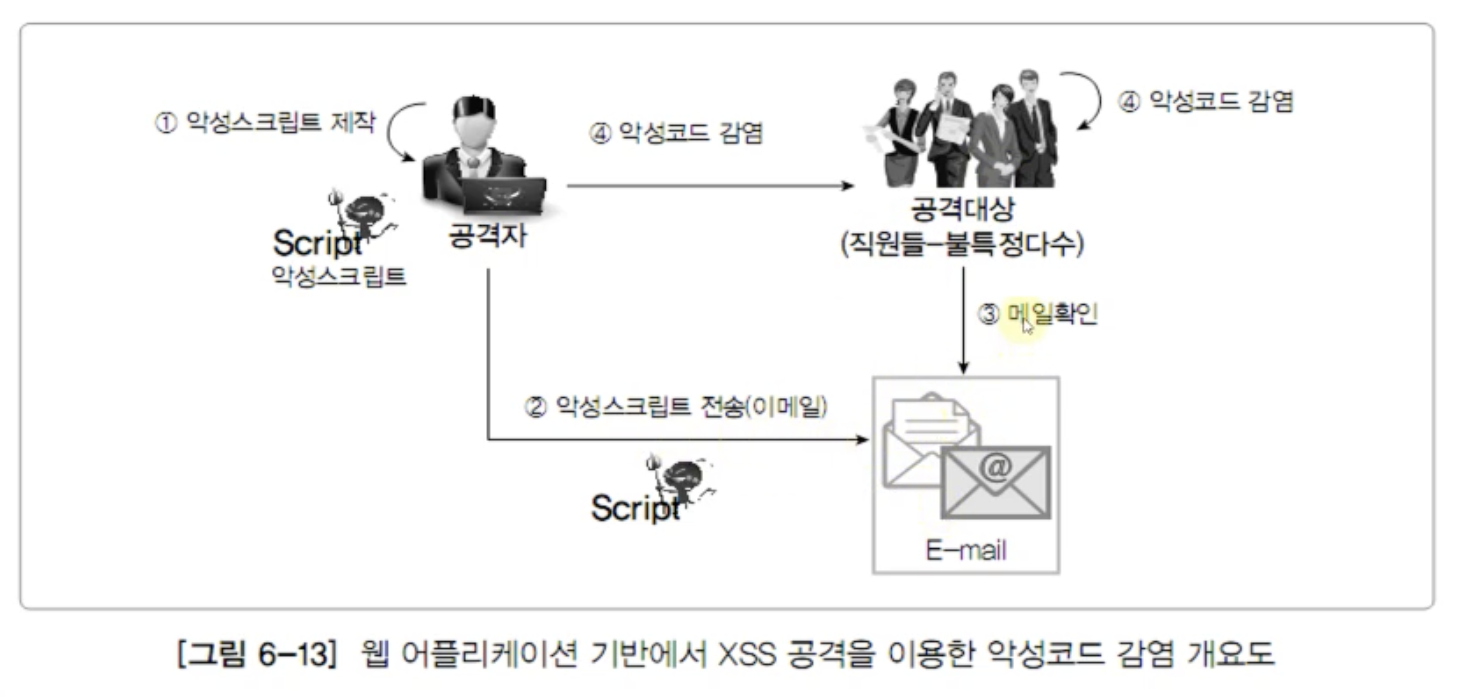 ① 악성스크립트 제작
④ 악성코드 감염
④ 악성코드 감염
Script
악성스크립트
공격자
공격대상
(직원들-불특정다수)
③ 메일확인
② 악성스크립트 전송(이메일)
Script
@
E-mail
[그림 6-13] 웹 어플리케이션 기반에서 XSS 공격을 이용한 악성코드 감염 개요도